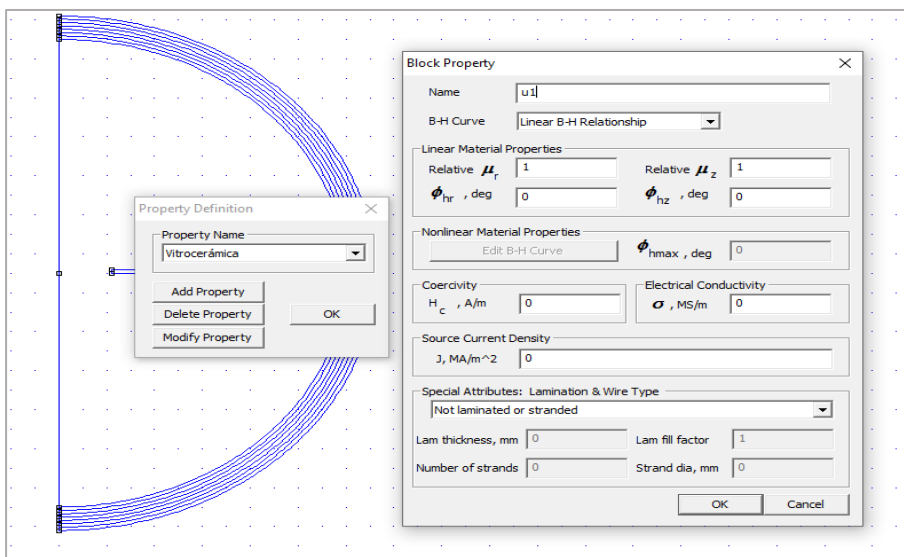 Block Property
Name u1
B-H Curve Linear B-H Relationship
Linear Material Properties
Relative μr 1 Relative μz 1
ϕhr , deg 0 ϕhz , deg 0
Nonlinear Material Properties
Edit B-H Curve ϕhmax , deg 0
Coercivity Electrical Conductivity
Hc , A/m 0 σ , MS/m 0
Source Current Density
J, MA/m^2 0
Special Attributes: Lamination & Wire Type
Not laminated or stranded
Lam thickness, mm 0 Lam fill factor 1
Number of strands 0 Strand dia, mm 0
OK Cancel
Property Definition
Property Name
Vitrocerámica
Add Property
Delete Property OK
Modify Property